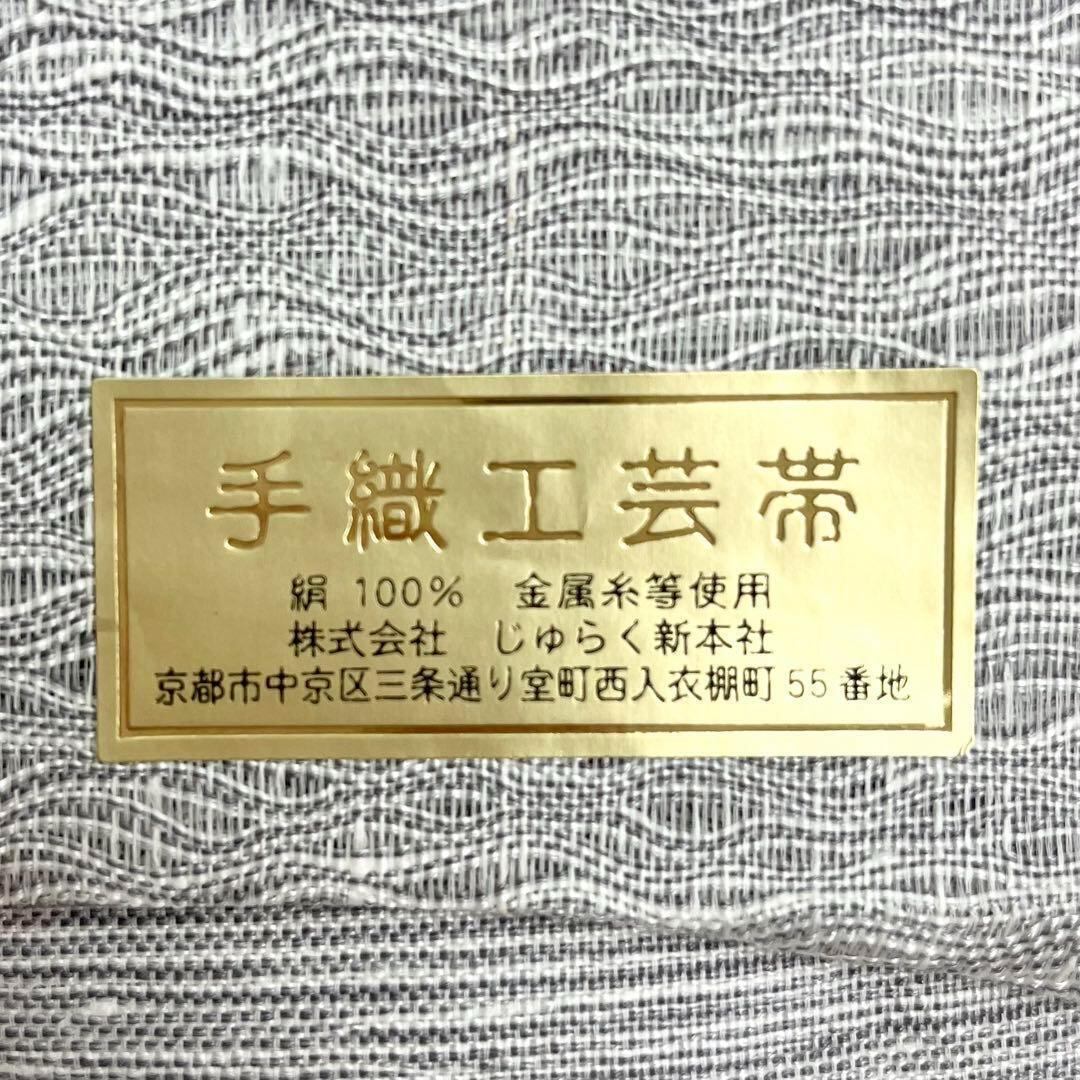 手織工芸帯
絹 100% 金属糸等使用
株式会社 じゅらく新本社
京都市中京区三条通り室町西入衣棚町 55 番地